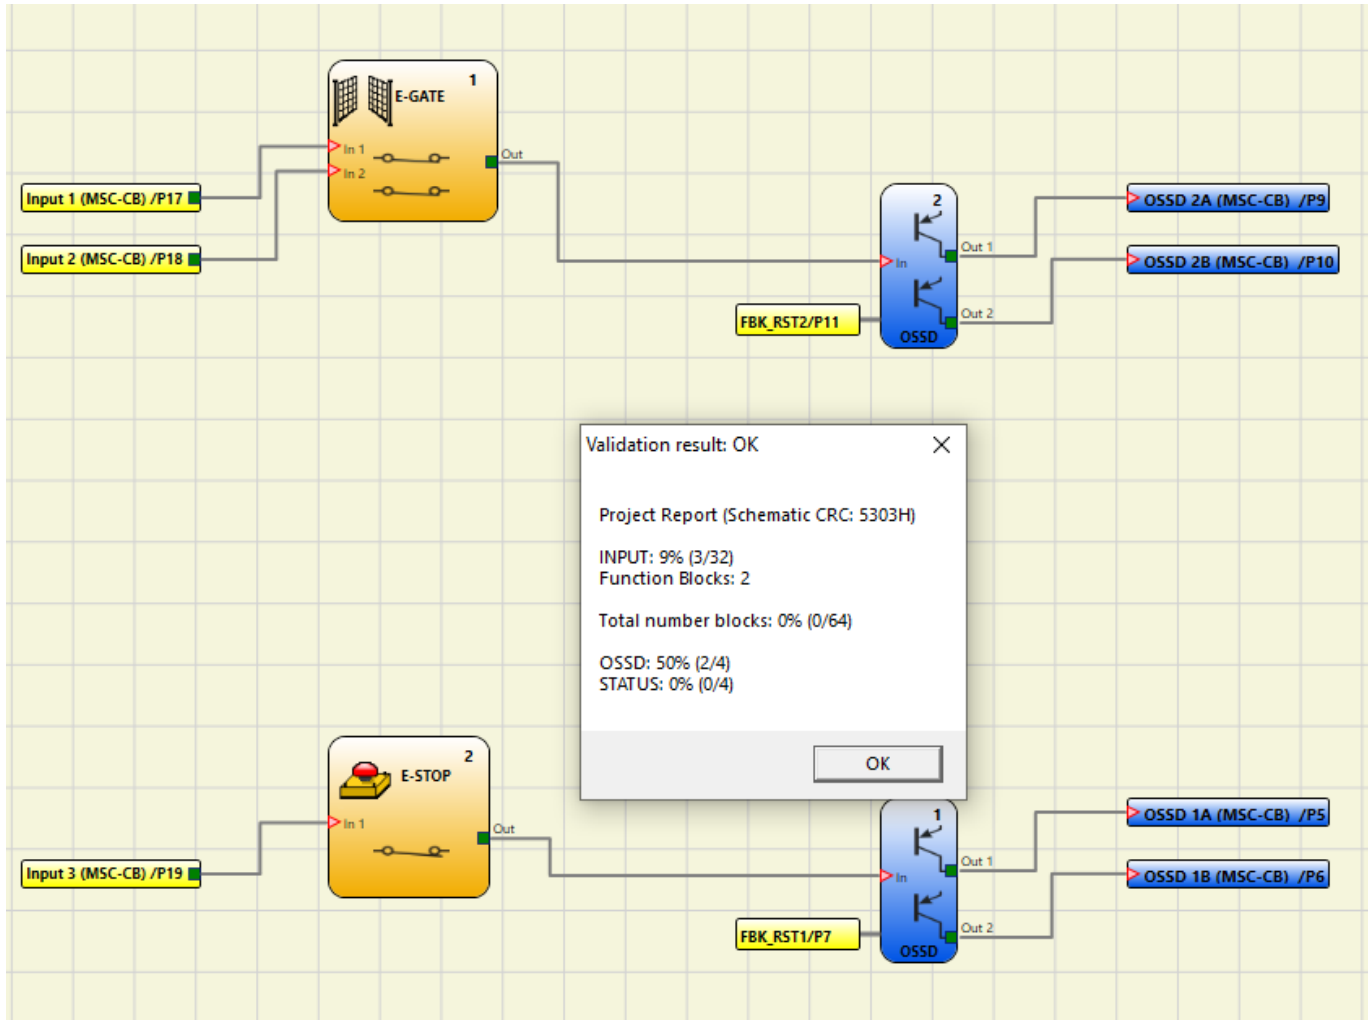 1
E-GATE
In 1
In 2
Out
Input 1 (MSC-CB) /P17
Input 2 (MSC-CB) /P18
2
In
Out 1
Out 2
OSSD
FBK_RST2/P11
OSSD 2A (MSC-CB) /P9
OSSD 2B (MSC-CB) /P10
Validation result: OK
Project Report (Schematic CRC: 5303H)
INPUT: 9% (3/32)
Function Blocks: 2
Total number blocks: 0% (0/64)
OSSD: 50% (2/4)
STATUS: 0% (0/4)
OK
2
E-STOP
In 1
Out
Input 3 (MSC-CB) /P19
1
In
Out 1
Out 2
OSSD
FBK_RST1/P7
OSSD 1A (MSC-CB) /P5
OSSD 1B (MSC-CB) /P6